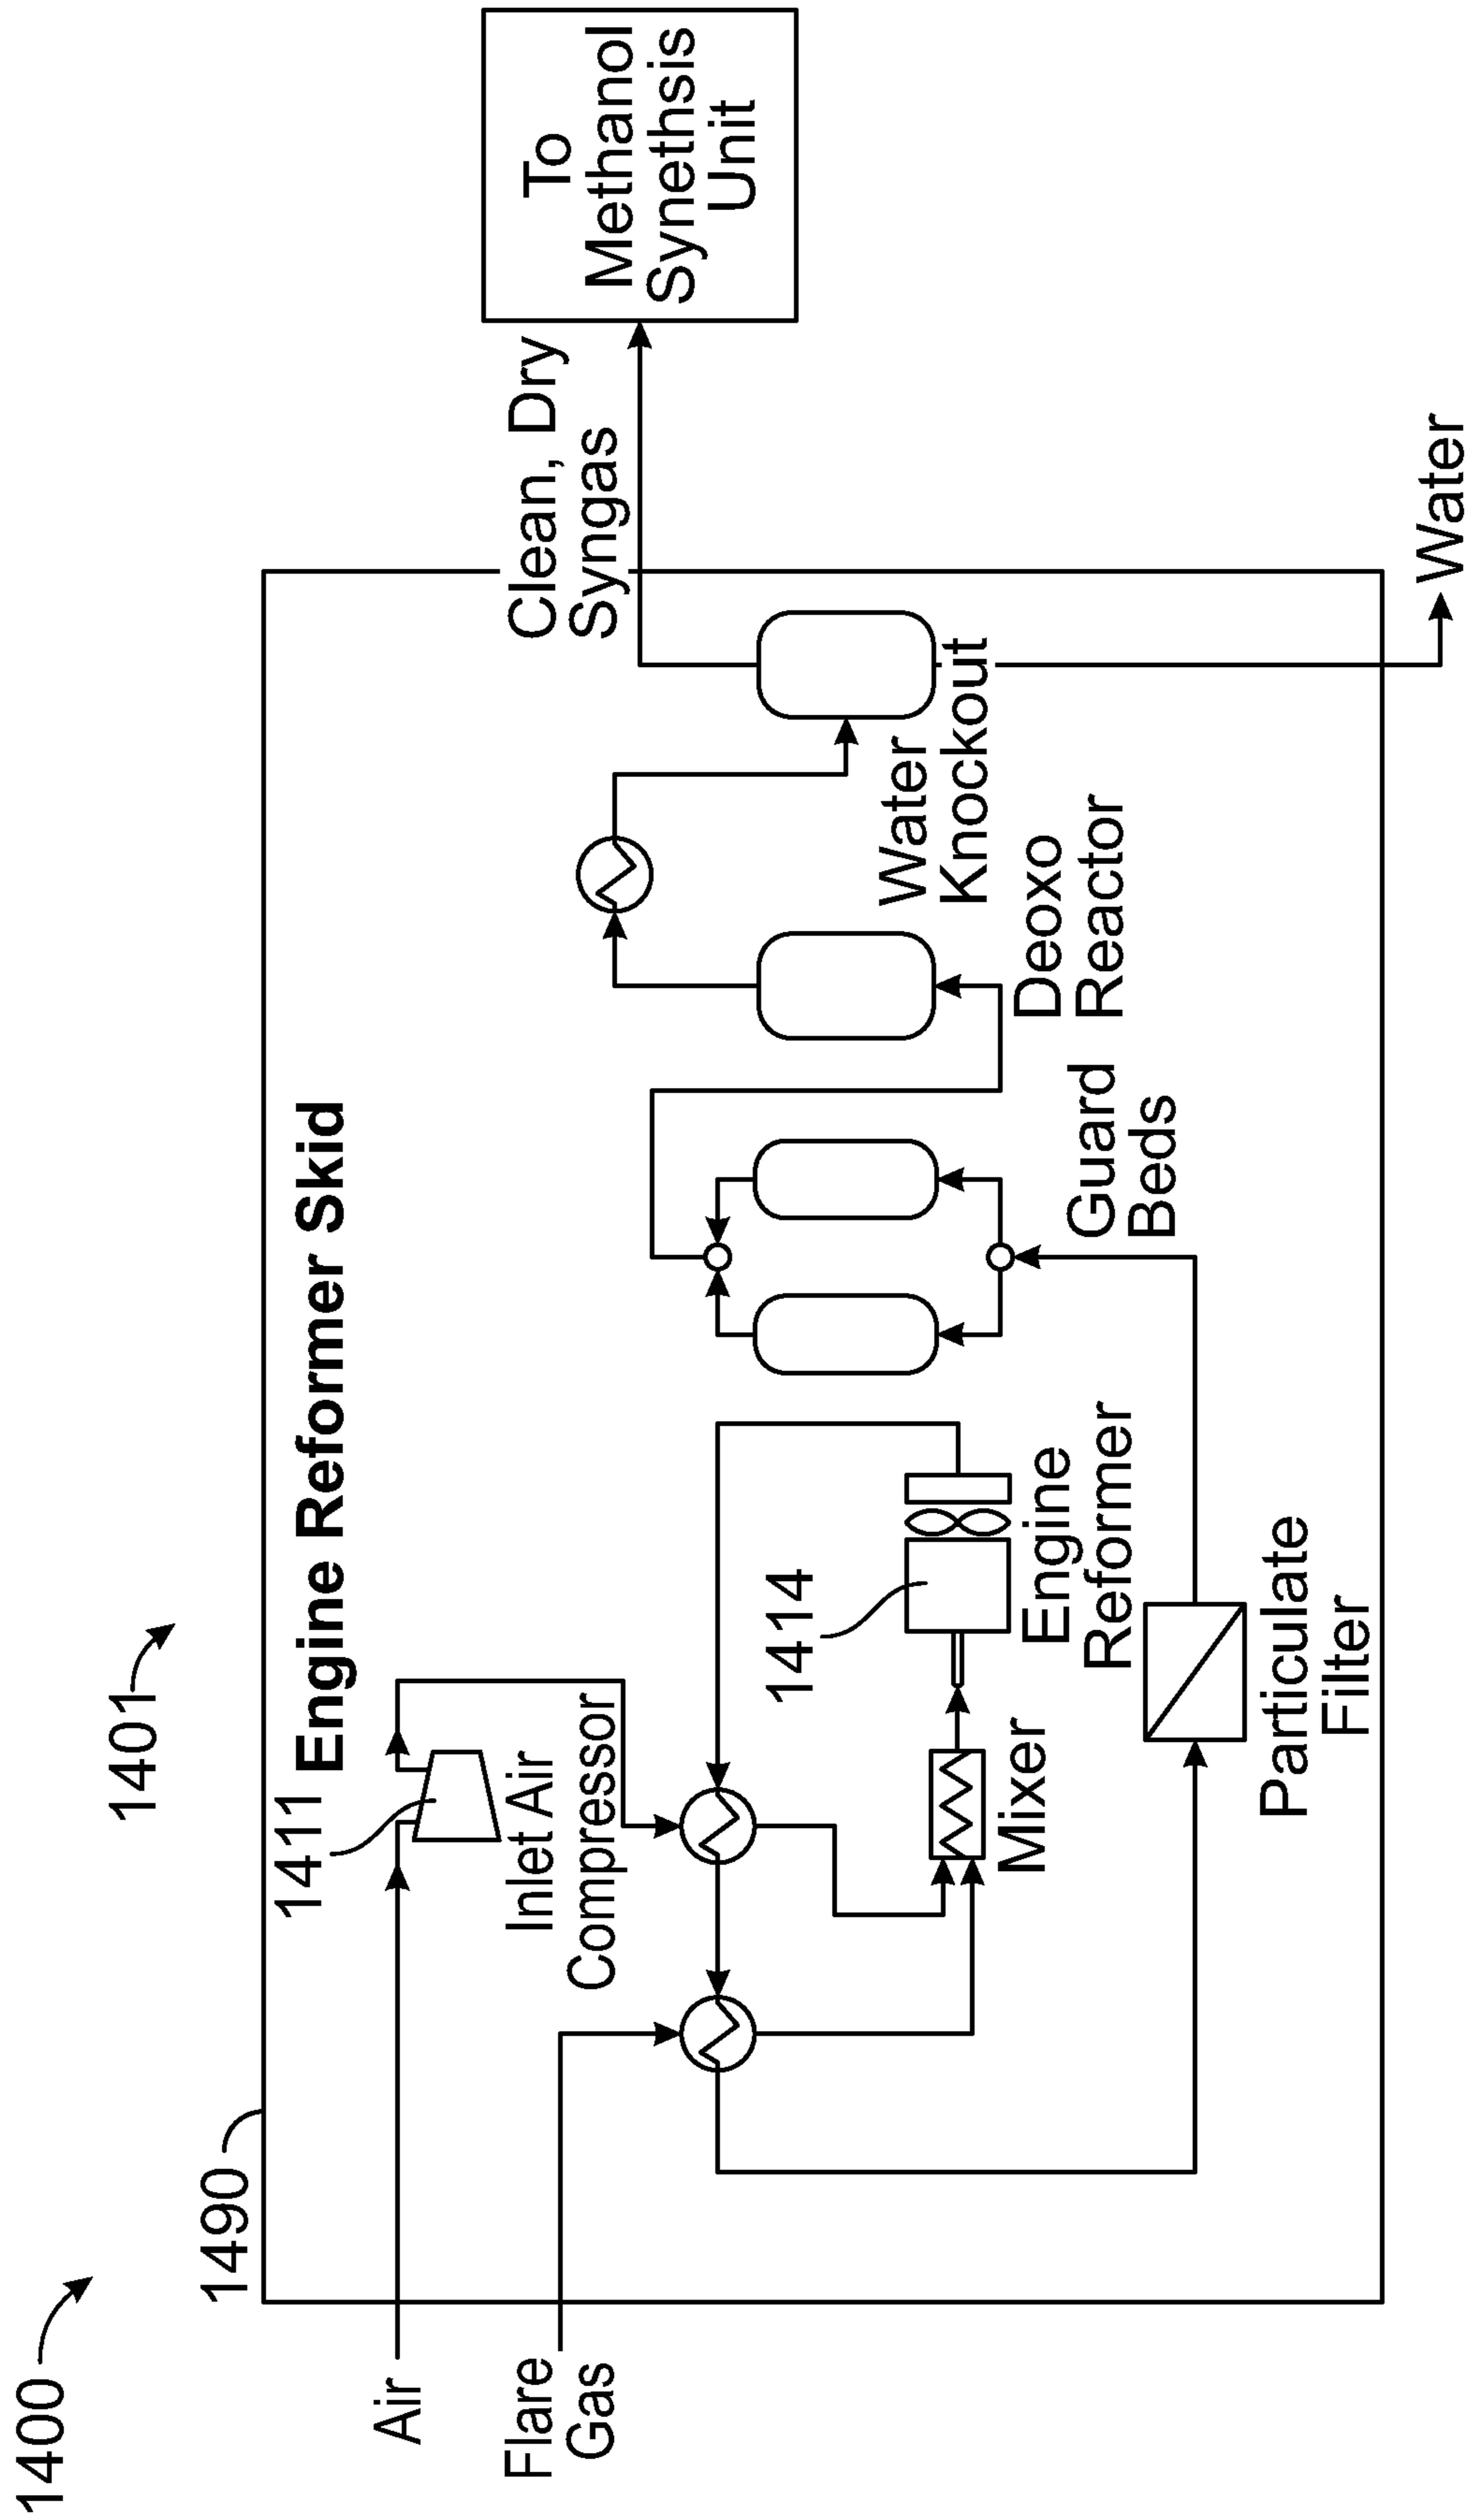 1400
1401
1490
Engine Reformer Skid
1411
Air
Inlet Air
Compressor
Flare
Gas
1414
Engine
Reformer
Mixer
Particulate
Filter
Guard
Beds
Deoxo
Reactor
Water
Knockout
Clean, Dry
Syngas
To
Methanol
Synethsis
Unit
Water